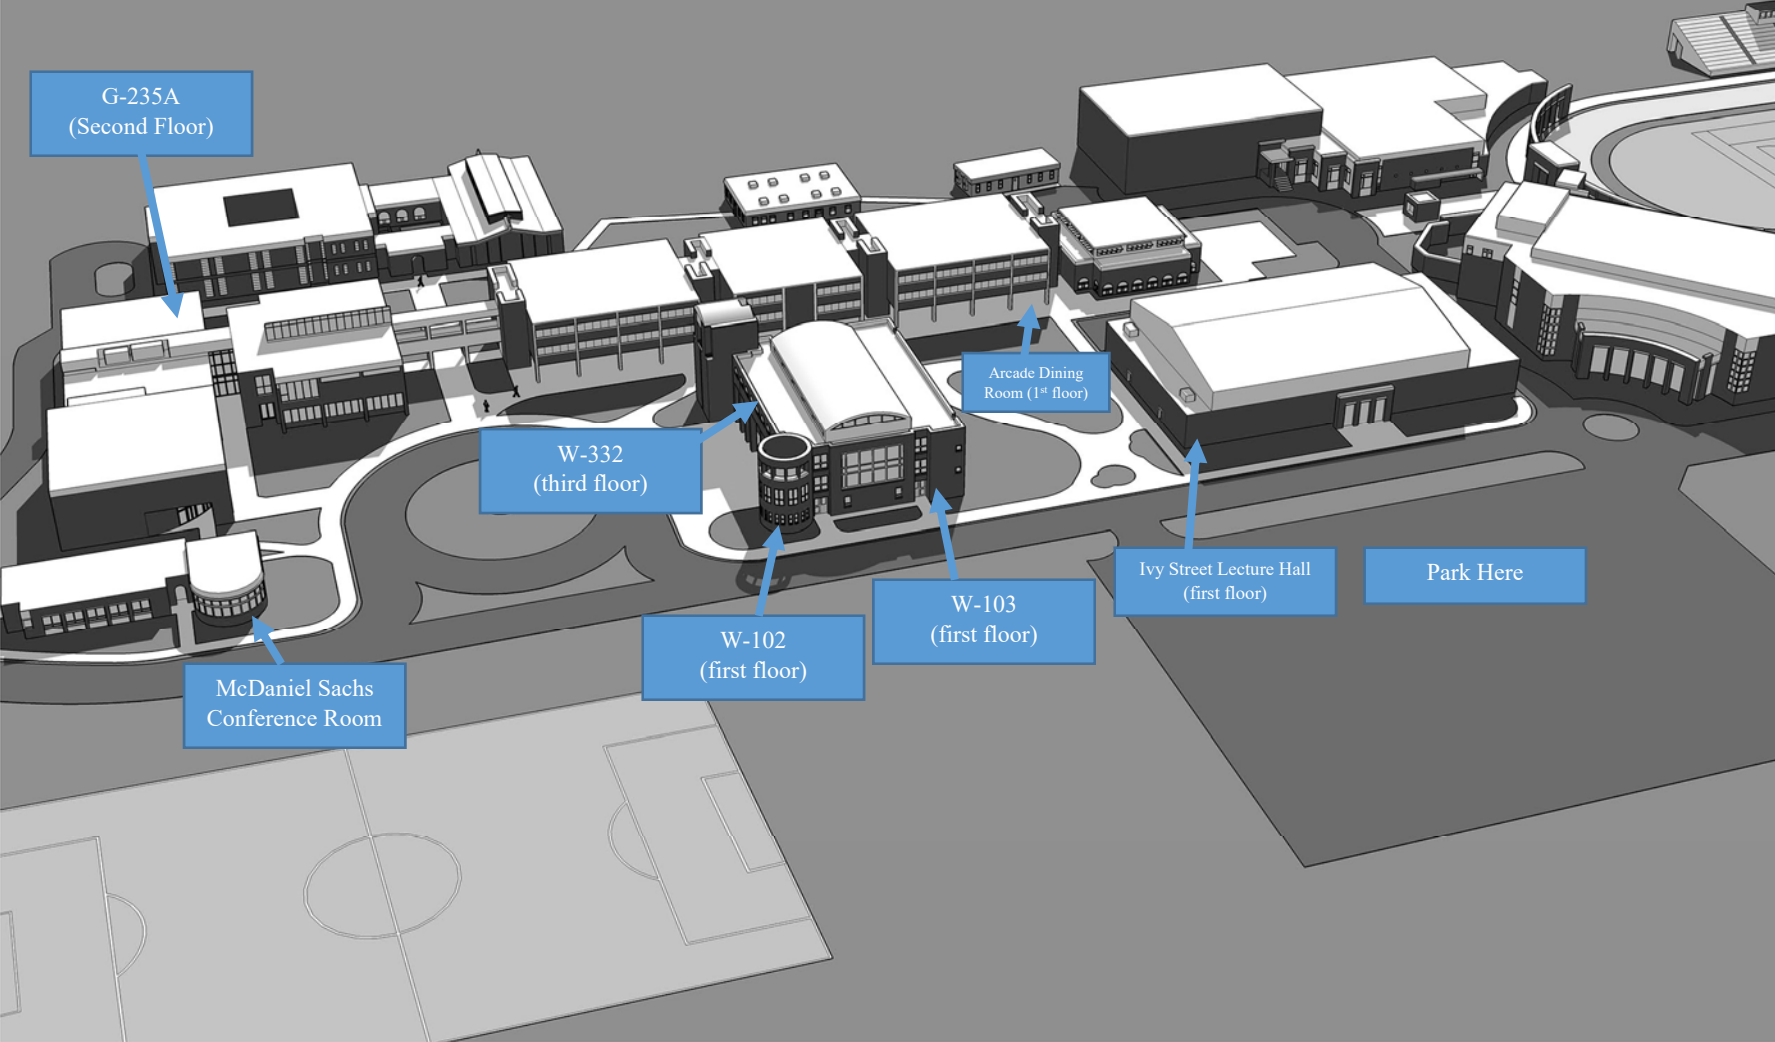 G-235A
(Second Floor)
Arcade Dining
Room (1st floor)
W-332
(third floor)
Ivy Street Lecture Hall
(first floor)
Park Here
W-103
(first floor)
W-102
(first floor)
McDaniel Sachs
Conference Room